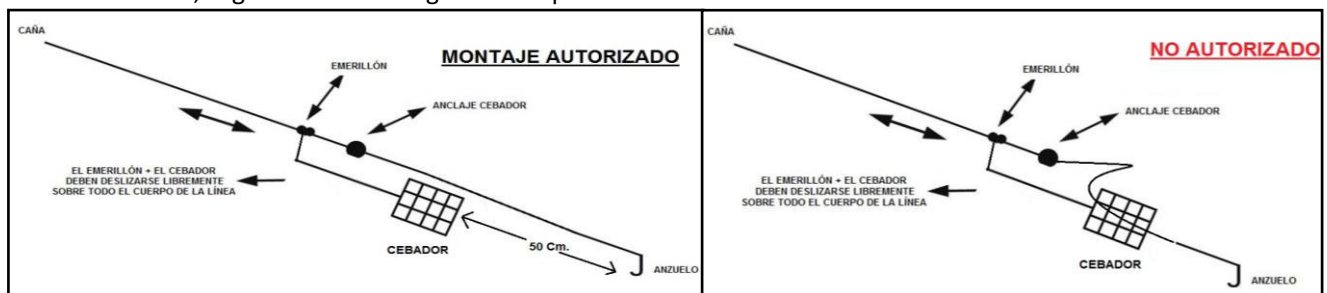 CAÑA
MONTAJE AUTORIZADO
EMERILLÓN
ANCLAJE CEBADOR
EL EMERILLÓN + EL CEBADOR
DEBEN DESLIZARSE LIBREMENTE
SOBRE TODO EL CUERPO DE LA LÍNEA
CEBADOR
50 Cm.
ANZUELO
CAÑA
NO AUTORIZADO
EMERILLÓN
ANCLAJE CEBADOR
EL EMERILLÓN + EL CEBADOR
DEBEN DESLIZARSE LIBREMENTE
SOBRE TODO EL CUERPO DE LA LÍNEA
CEBADOR
ANZUELO